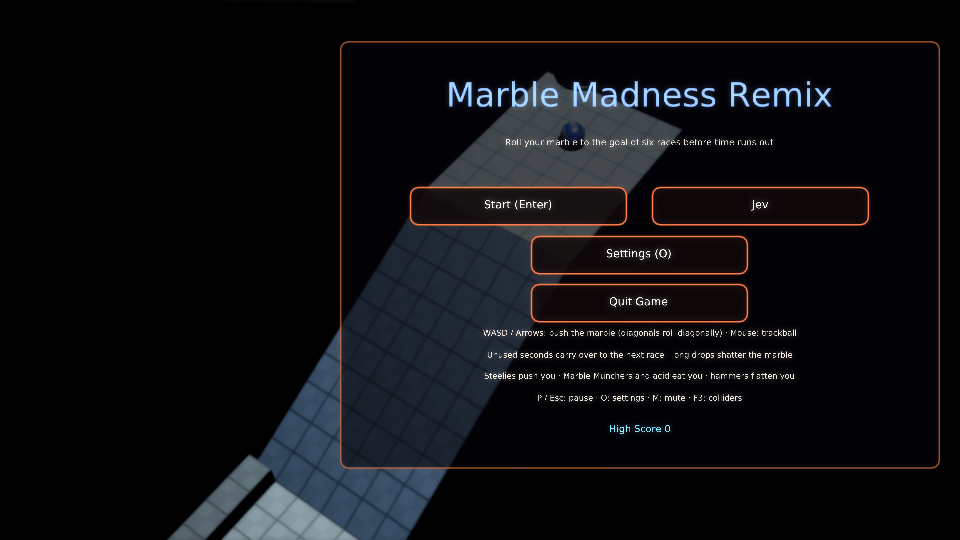 Marble Madness Remix
Roll your marble to the goal of six races before time runs out
Start (Enter)
Jev
Settings (O)
Quit Game
WASD / Arrows: push the marble (diagonals roll diagonally) · Mouse: trackball
Unused seconds carry over to the next race · long drops shatter the marble
Steelies push you · Marble Munchers and acid eat you · hammers flatten you
P / Esc: pause · O: settings · M: mute · F3: colliders
High Score 0